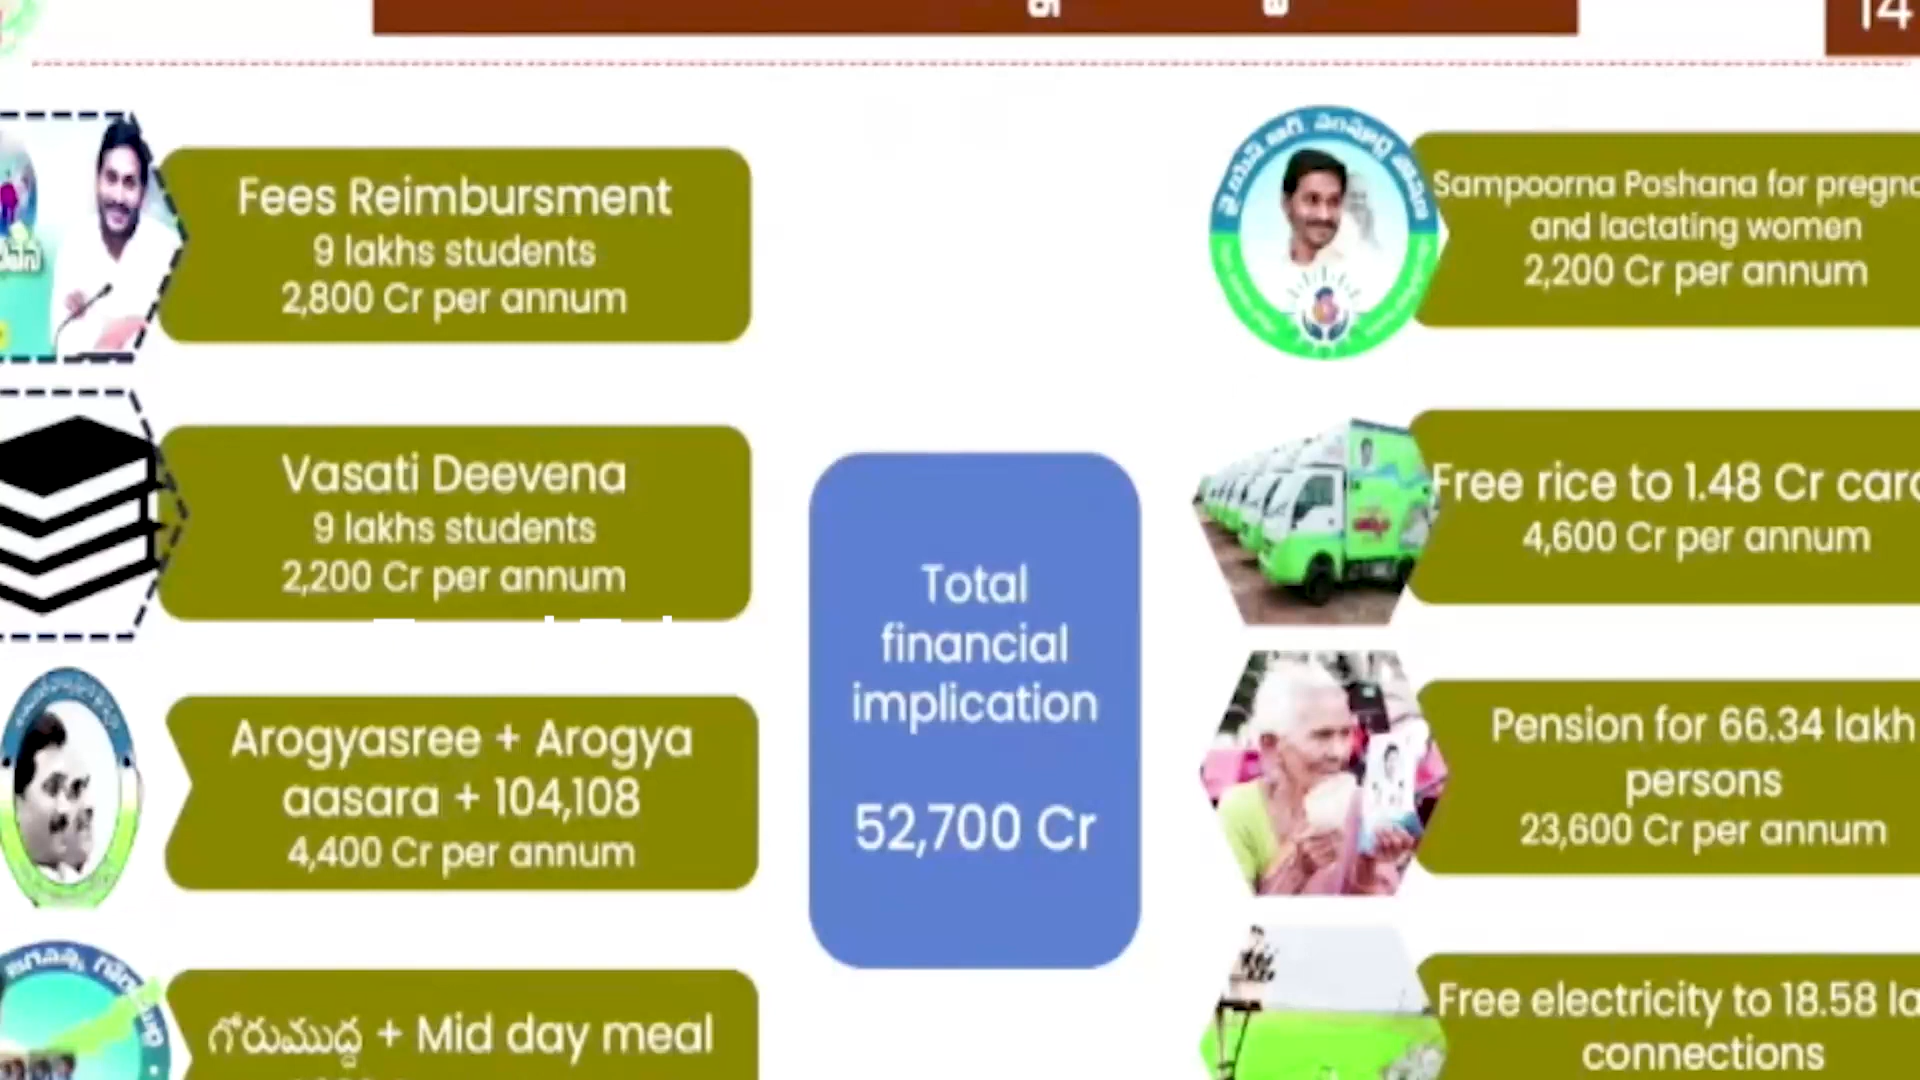 14
Fees Reimbursment
9 lakhs students
2,800 Cr per annum
Vasati Deevena
9 lakhs students
2,200 Cr per annum
Arogyasree + Arogya
aasara + 104,108
4,400 Cr per annum
గోరుముద్ద + Mid day meal
Total
financial
implication
52,700 Cr
Sampoorna Poshana for
and lactating women
2,200 Cr per annum
Free rice to 1.48 Cr
4,600 Cr per annum
Pension for 66.34 lakh
persons
23,600 Cr per annum
Free electricity to 18.58
connections